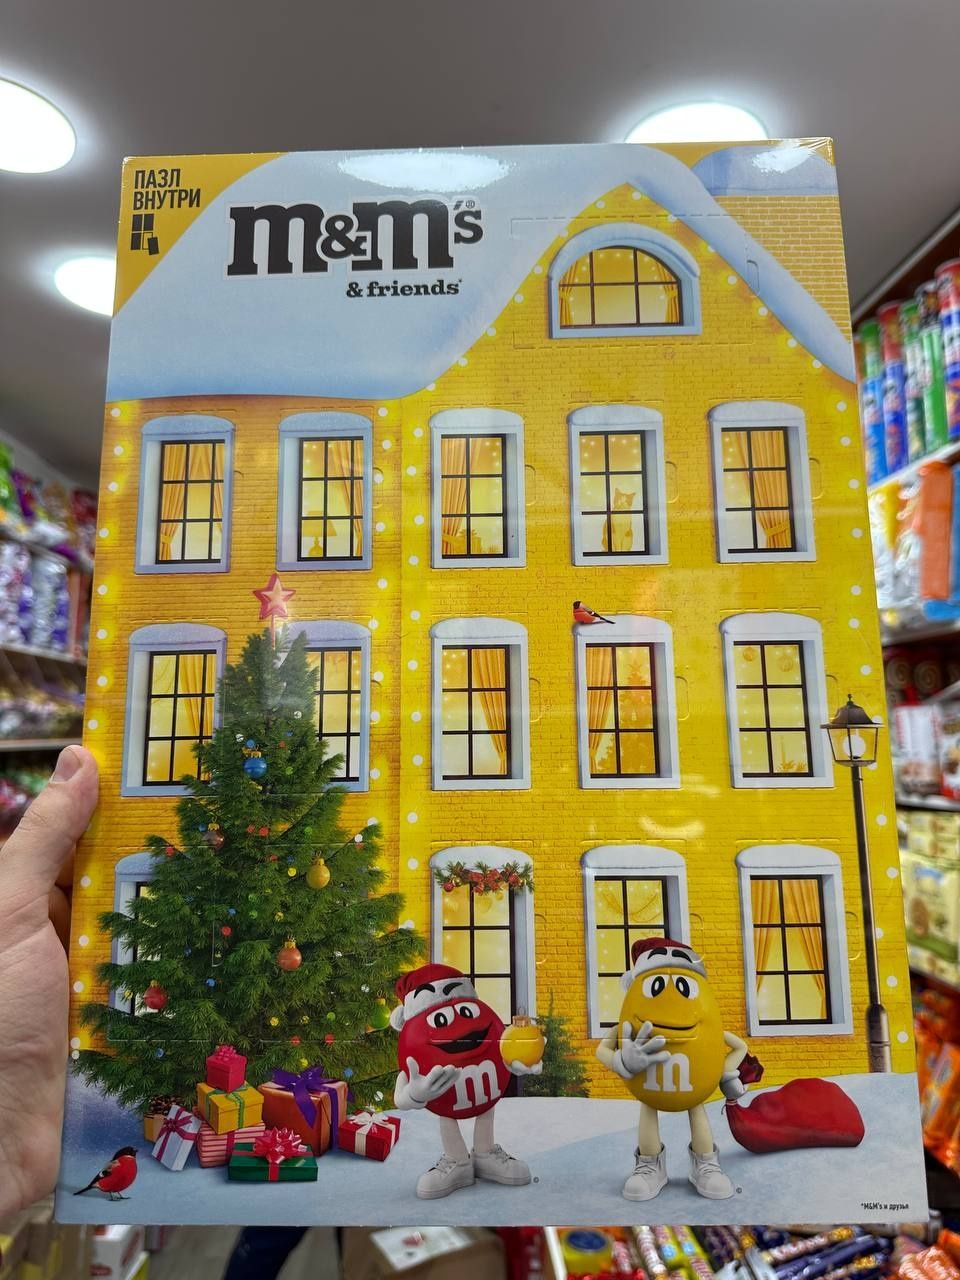 ПАЗЛ
ВНУТРИ
m&m's®
& friends*
m
m
*M&M's и друзья